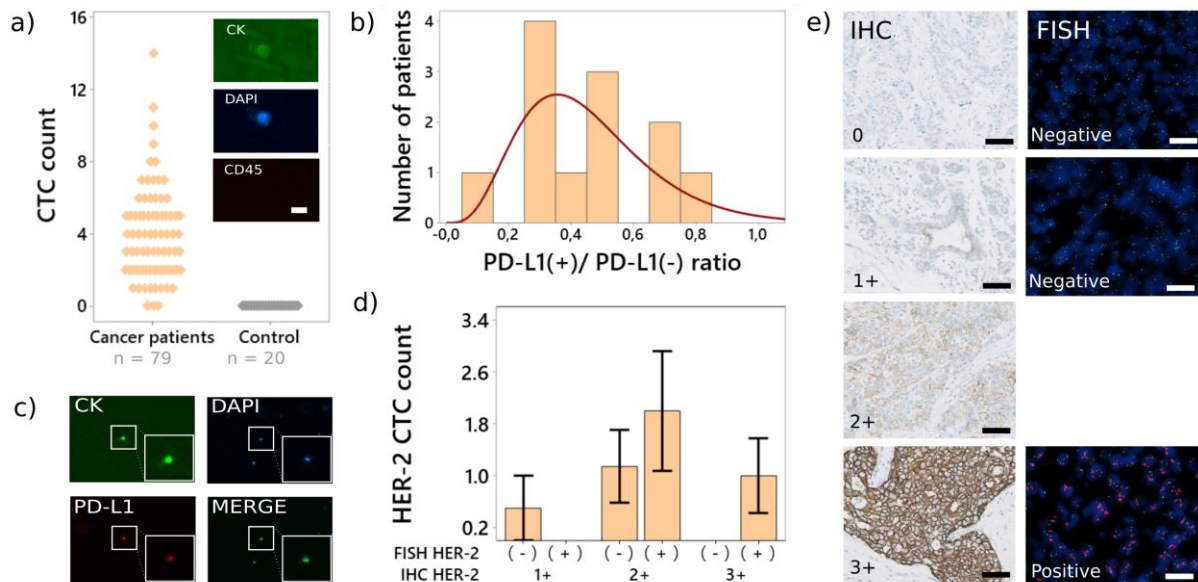 a)
16
12
8
4
0
CTC count
CK
DAPI
CD45
Cancer patients
Control
n = 79
n = 20
b)
4
3
2
1
0
Number of patients
-0,0 0,2 0,4 0,6 0,8 1,0
PD-L1(+)/ PD-L1(-) ratio
c)
CK
DAPI
PD-L1
MERGE
d)
3.4
2.6
1.8
1.0
0.2
HER-2 CTC count
FISH HER-2 (-) (+) (-) (+) (-) (+)
IHC HER-2 1+ 2+ 3+
e)
IHC
FISH
0
Negative
1+
Negative
2+
3+
Positive